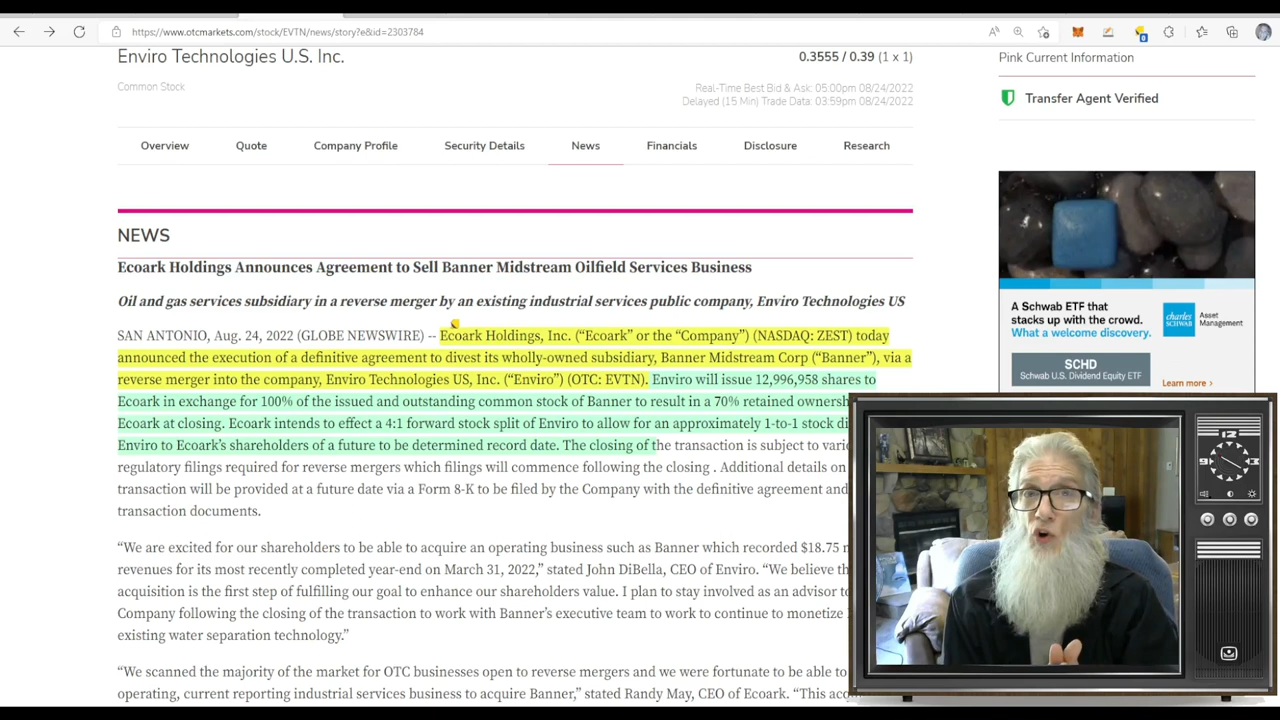 https://www.otcmarkets.com/stock/EVTN/news/story?e&id=2303784
Enviro Technologies U.S. Inc.
0.3555 / 0.39 (1 x 1)
Common Stock
Real-Time Best Bid & Ask: 05:00pm 08/24/2022
Delayed (15 Min) Trade Data: 03:59pm 08/24/2022
Pink Current Information
Transfer Agent Verified
Overview
Quote
Company Profile
Security Details
News
Financials
Disclosure
Research
NEWS
Ecoark Holdings Announces Agreement to Sell Banner Midstream Oilfield Services Business
Oil and gas services subsidiary in a reverse merger by an existing industrial services public company, Enviro Technologies US
SAN ANTONIO, Aug. 24, 2022 (GLOBE NEWSWIRE) -- Ecoark Holdings, Inc. (“Ecoark” or the “Company”) (NASDAQ: ZEST) today
announced the execution of a definitive agreement to divest its wholly-owned subsidiary, Banner Midstream Corp (“Banner”), via a
reverse merger into the company, Enviro Technologies US, Inc. (“Enviro”) (OTC: EVTN). Enviro will issue 12,996,958 shares to
Ecoark in exchange for 100% of the issued and outstanding common stock of Banner to result in a 70% retained
Ecoark at closing. Ecoark intends to effect a 4:1 forward stock split of Enviro to allow for an approximately 1-to-1 stock
Enviro to Ecoark’s shareholders of a future to be determined record date. The closing of the transaction is subject to
regulatory filings required for reverse mergers which filings will commence following the closing . Additional details on
transaction will be provided at a future date via a Form 8-K to be filed by the Company with the definitive agreement and
transaction documents.
“We are excited for our shareholders to be able to acquire an operating business such as Banner which recorded $18.75
revenues for its most recently completed year-end on March 31, 2022,” stated John DiBella, CEO of Enviro. “We believe
acquisition is the first step of fulfilling our goal to enhance our shareholders value. I plan to stay involved as an advisor
Company following the closing of the transaction to work with Banner’s executive team to work to continue to monetize
existing water separation technology.”
“We scanned the majority of the market for OTC businesses open to reverse mergers and we were fortunate to be able to
operating, current reporting industrial services business to acquire Banner,” stated Randy May, CEO of Ecoark. “This
A Schwab ETF that
stacks up with the crowd.
What a welcome discovery.
charles SCHWAB
Asset
Management
SCHD
Schwab U.S. Dividend Equity ETF
Learn more >
12
9
3